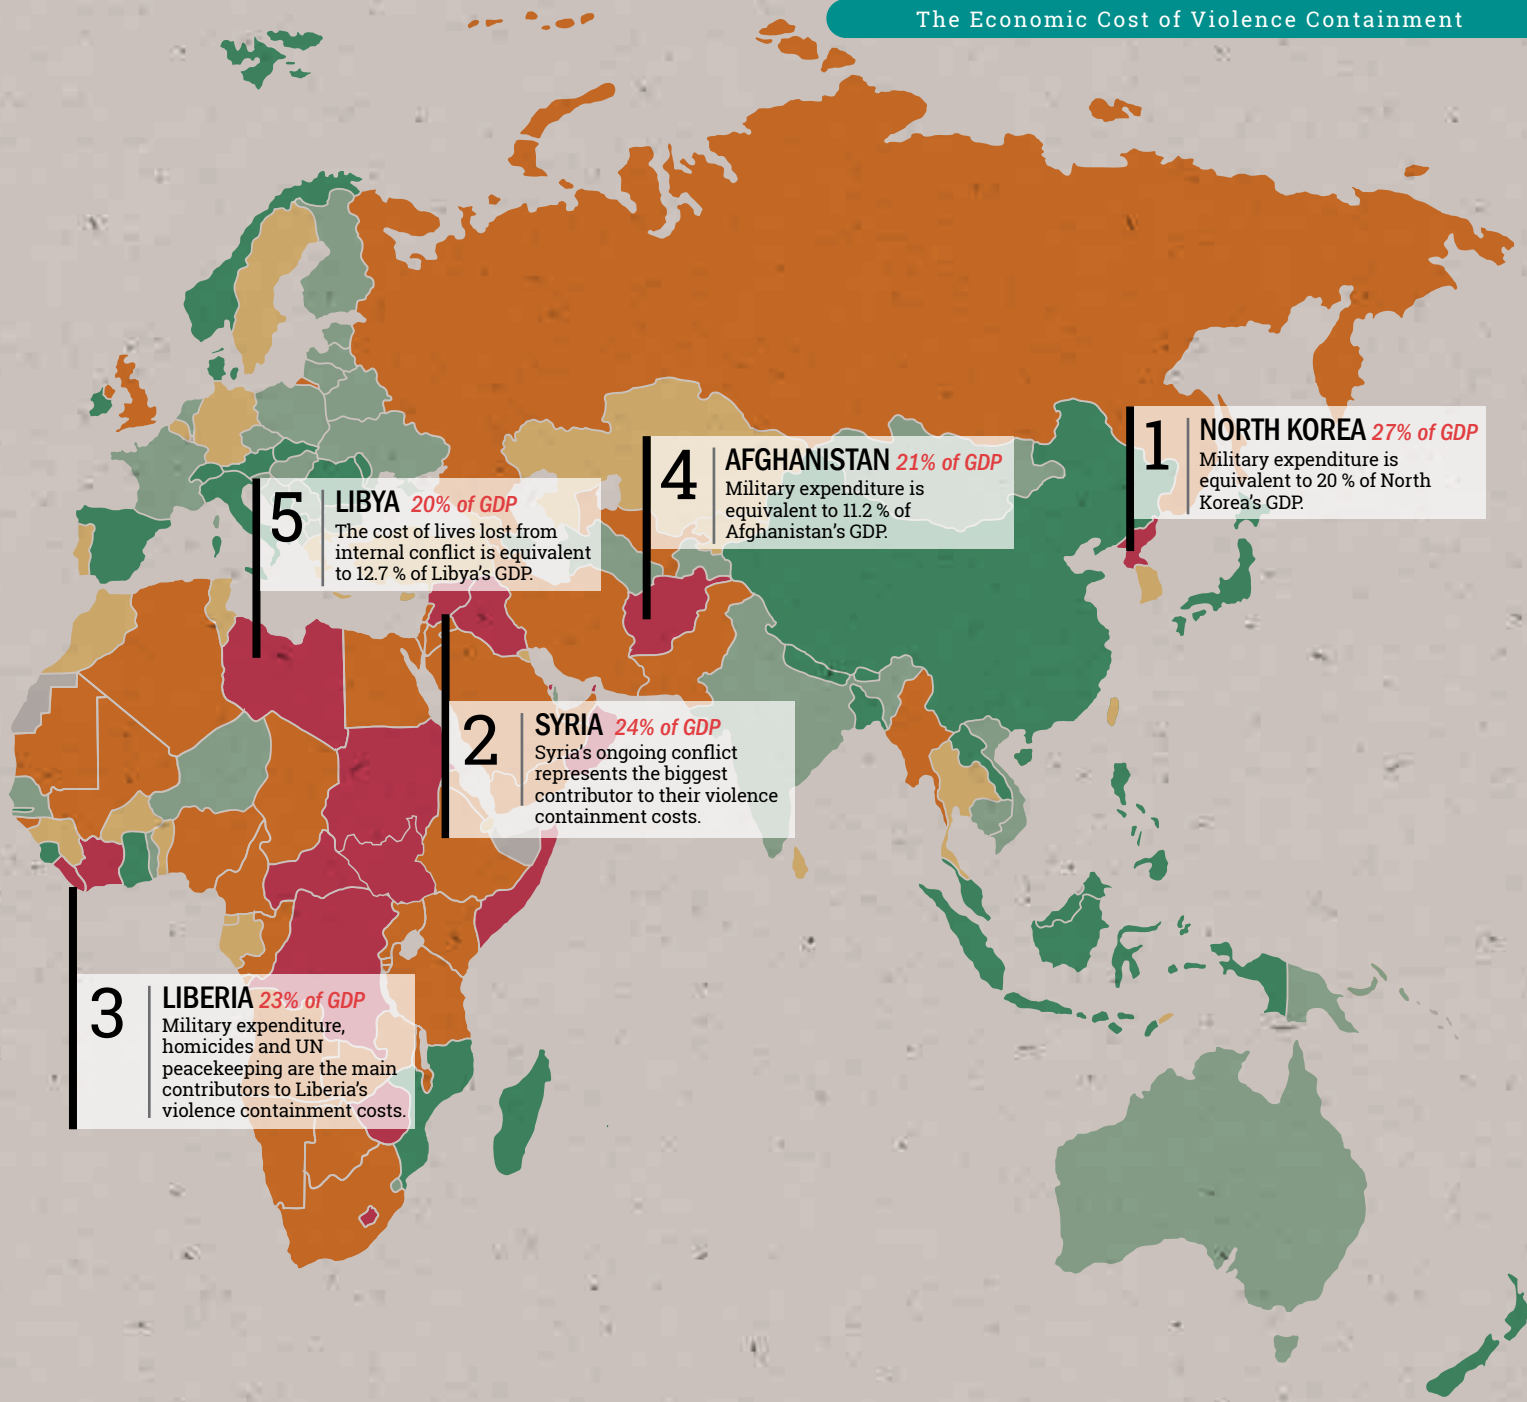 The Economic Cost of Violence Containment
1 NORTH KOREA 27% of GDP
Military expenditure is
equivalent to 20 % of North
Korea's GDP.
4 AFGHANISTAN 21% of GDP
Military expenditure is
equivalent to 11.2 % of
Afghanistan's GDP.
5 LIBYA 20% of GDP
The cost of lives lost from
internal conflict is equivalent
to 12.7 % of Libya's GDP.
2 SYRIA 24% of GDP
Syria's ongoing conflict
represents the biggest
contributor to their violence
containment costs.
3 LIBERIA 23% of GDP
Military expenditure,
homicides and UN
peacekeeping are the main
contributors to Liberia's
violence containment costs.